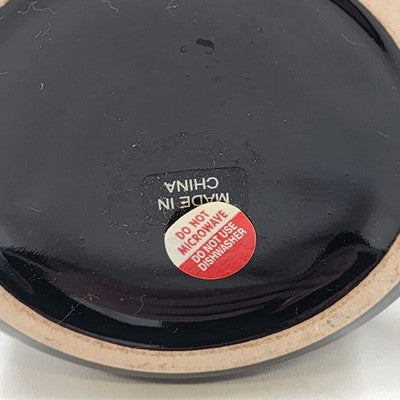 MADE IN
CHINA
DO NOT
MICROWAVE
DO NOT USE
DISHWASHER